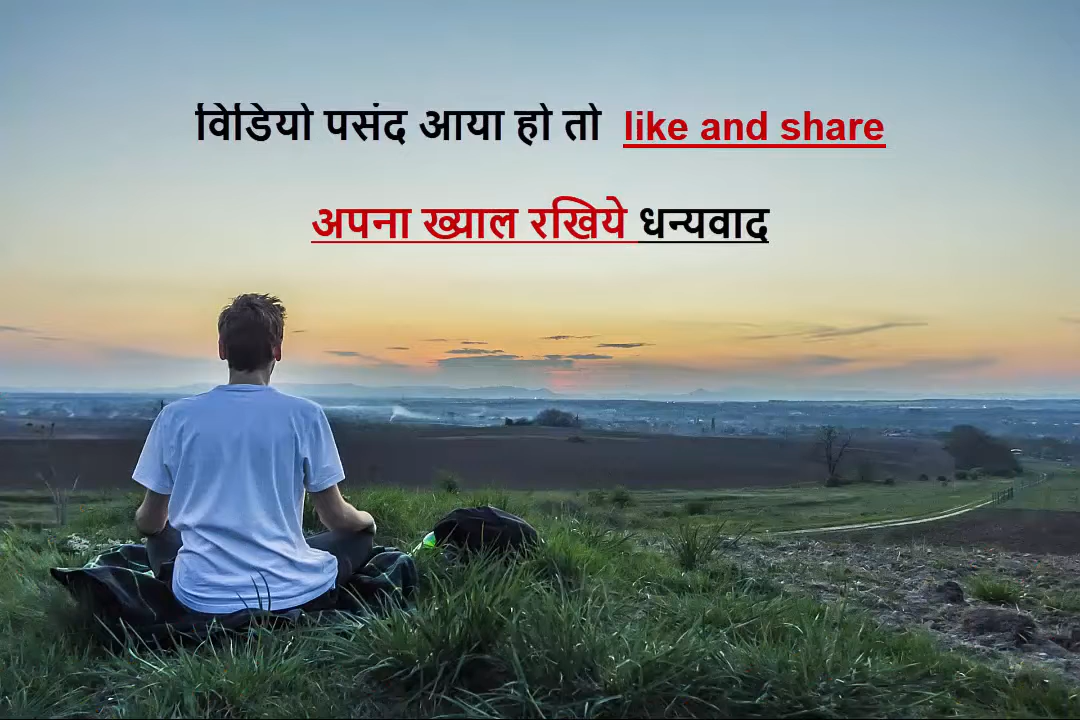 विडियो पसंद आया हो तो like and share
अपना ख्याल रखिये धन्यवाद